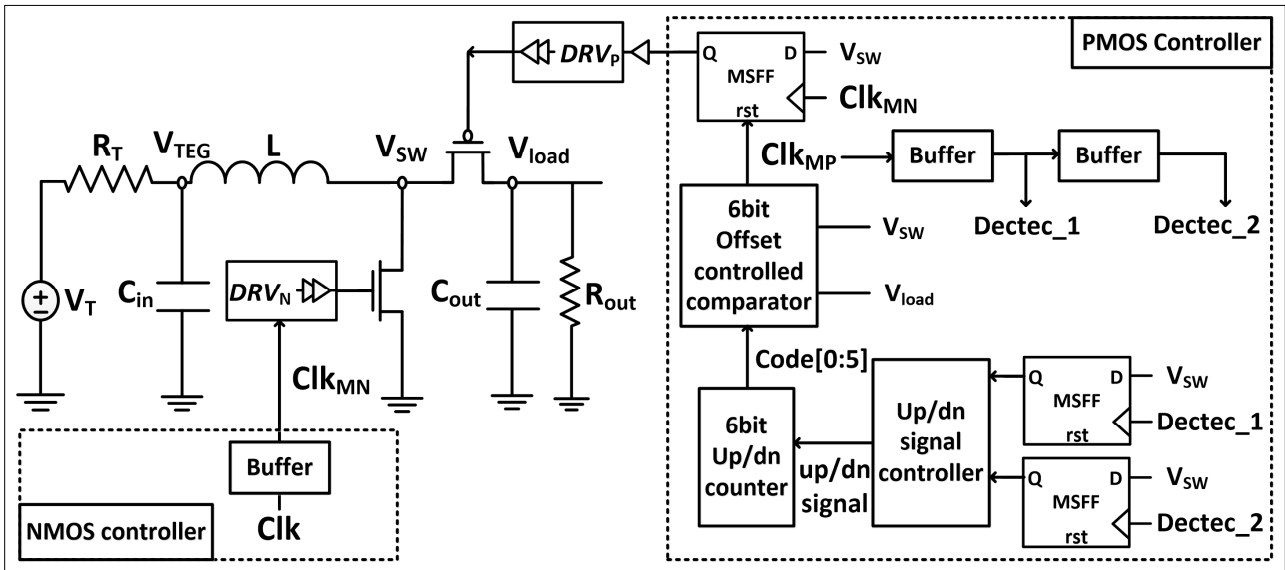 DRVP
Q D
MSFF
rst
VSW
ClkMN
PMOS Controller
RT
VTEG
L
VSW
Vload
ClkMP
Buffer
Buffer
Dectec_1
Dectec_2
6bit
Offset
controlled
comparator
VSW
Vload
VT
Cin
DRVN
Cout
Rout
ClkMN
Code[0:5]
6bit
Up/dn
counter
up/dn
signal
Up/dn
signal
controller
Q D
MSFF
rst
VSW
Dectec_1
Q D
MSFF
rst
VSW
Dectec_2
Buffer
Clk
NMOS controller